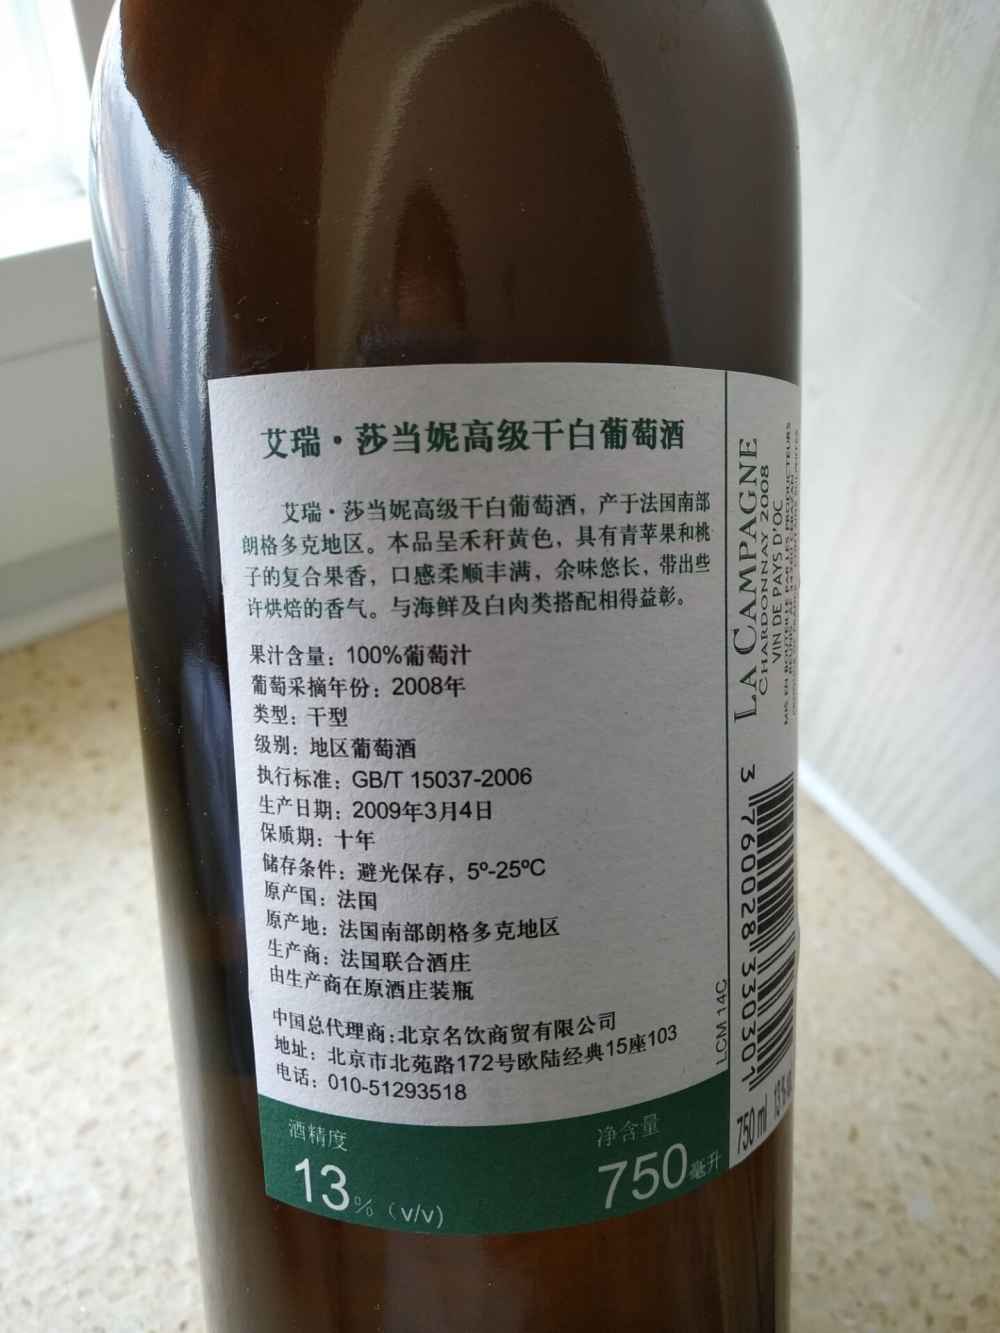 艾瑞·莎当妮高级干白葡萄酒
艾瑞·莎当妮高级干白葡萄酒，产于法国南部
朗格多克地区。本品呈禾秆黄色，具有青苹果和桃
子的复合果香，口感柔顺丰满，余味悠长，带出些
许烘焙的香气。与海鲜及白肉类搭配相得益彰。
果汁含量：100%葡萄汁
葡萄采摘年份：2008年
类型：干型
级别：地区葡萄酒
执行标准：GB/T 15037-2006
生产日期：2009年3月4日
保质期：十年
储存条件：避光保存，5º-25ºC
原产国：法国
原产地：法国南部朗格多克地区
生产商：法国联合酒庄
由生产商在原酒庄装瓶
中国总代理商:北京名饮商贸有限公司
地址：北京市北苑路172号欧陆经典15座103
电话：010-51293518
酒精度
13% (v/v)
净含量
750毫升
LA CAMPAGNE
CHARDONNAY 2008
VIN DE PAYS D'OC
MIS EN BOUTEILLE PAR LES PRODUCTEURS
3 760028 330301
LCM 14C
750 ml 13%